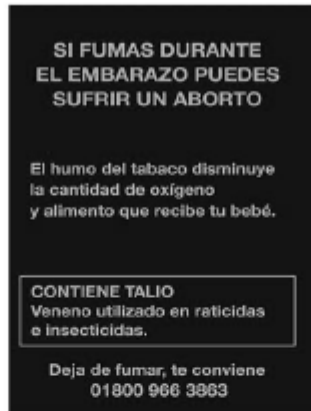 SI FUMAS DURANTE
EL EMBARAZO PUEDES
SUFRIR UN ABORTO
El humo del tabaco disminuye
la cantidad de oxígeno
y alimento que recibe tu bebé.
CONTIENE TALIO
Veneno utilizado en raticidas
e insecticidas.
Deja de fumar, te conviene
01800 966 3863